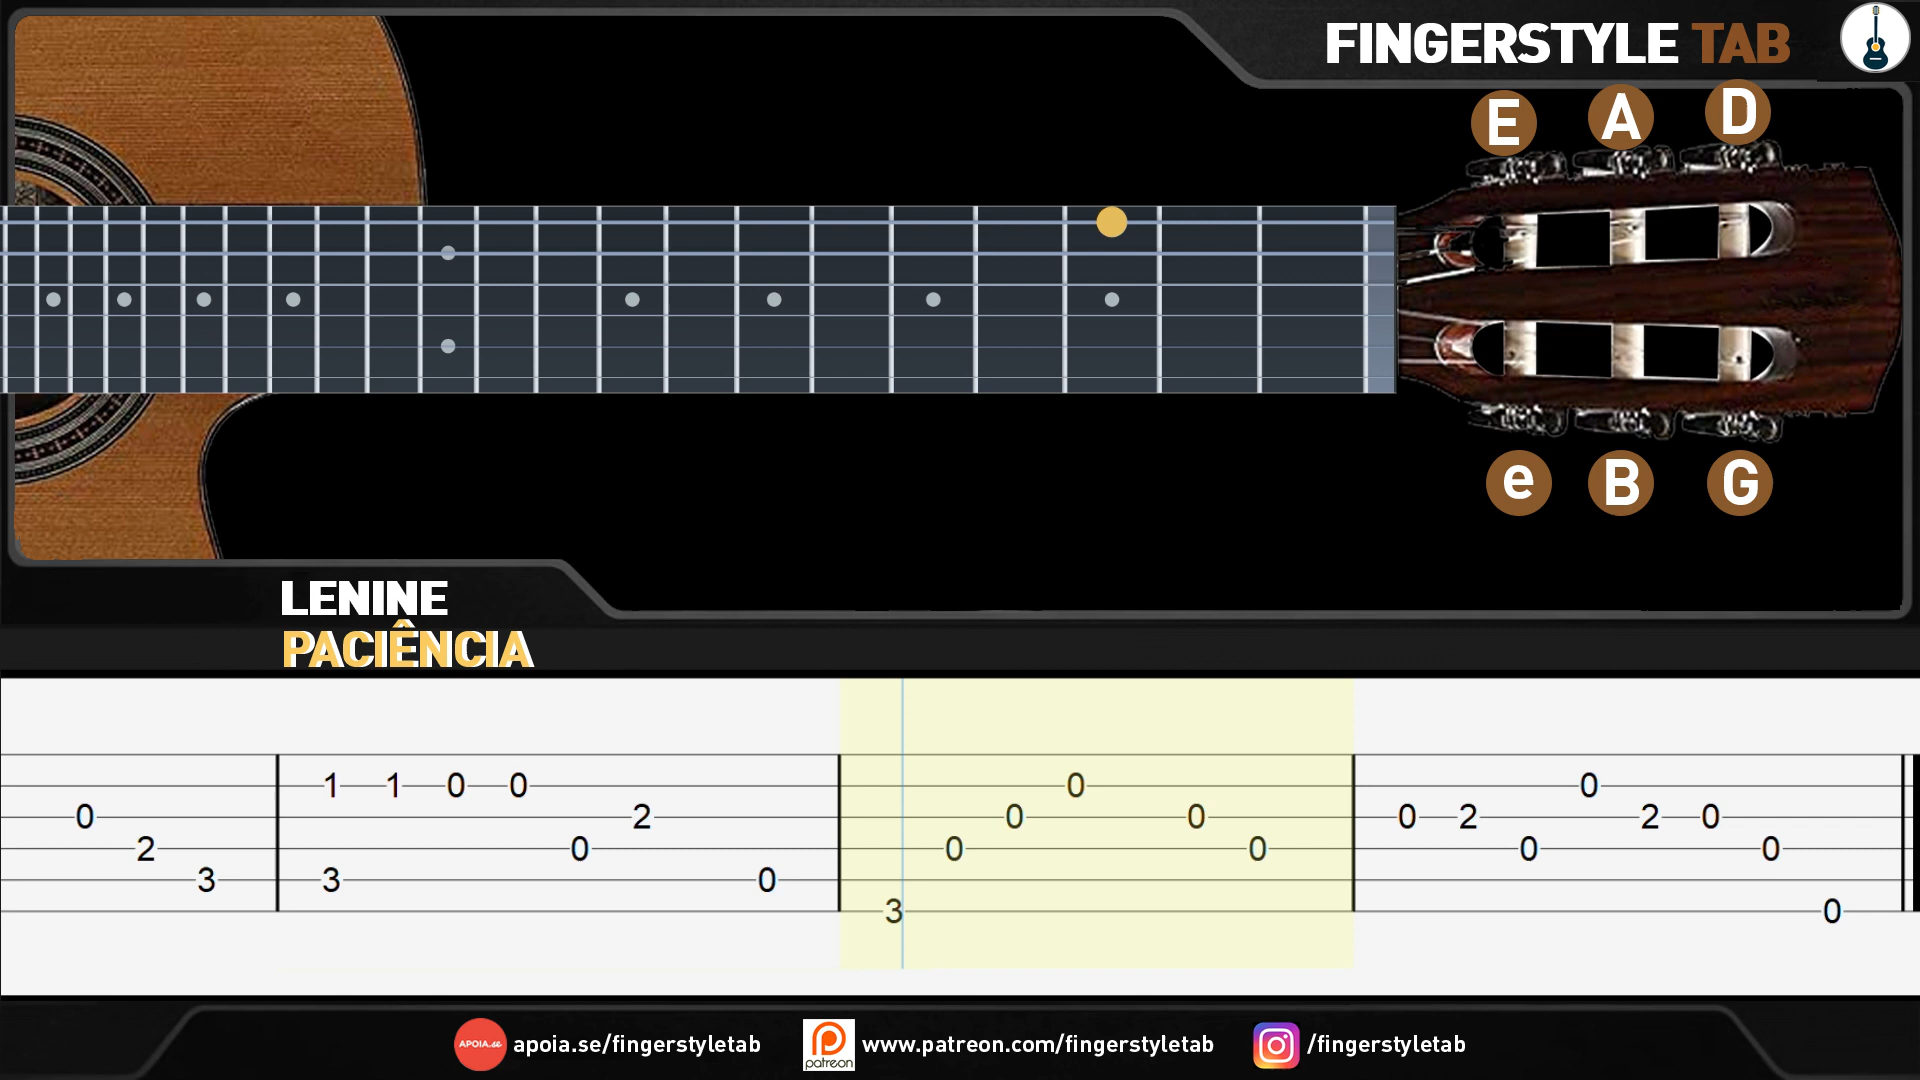 FINGERSTYLE TAB
E A D
e B G
LENINE
PACIÊNCIA
1 1 0 0 0 0
0 2 0 0 0 2 2 0
2 0 0 0 0 0
3 3 0
3 0
APOIA.se apoia.se/fingerstyletab patreon www.patreon.com/fingerstyletab /fingerstyletab